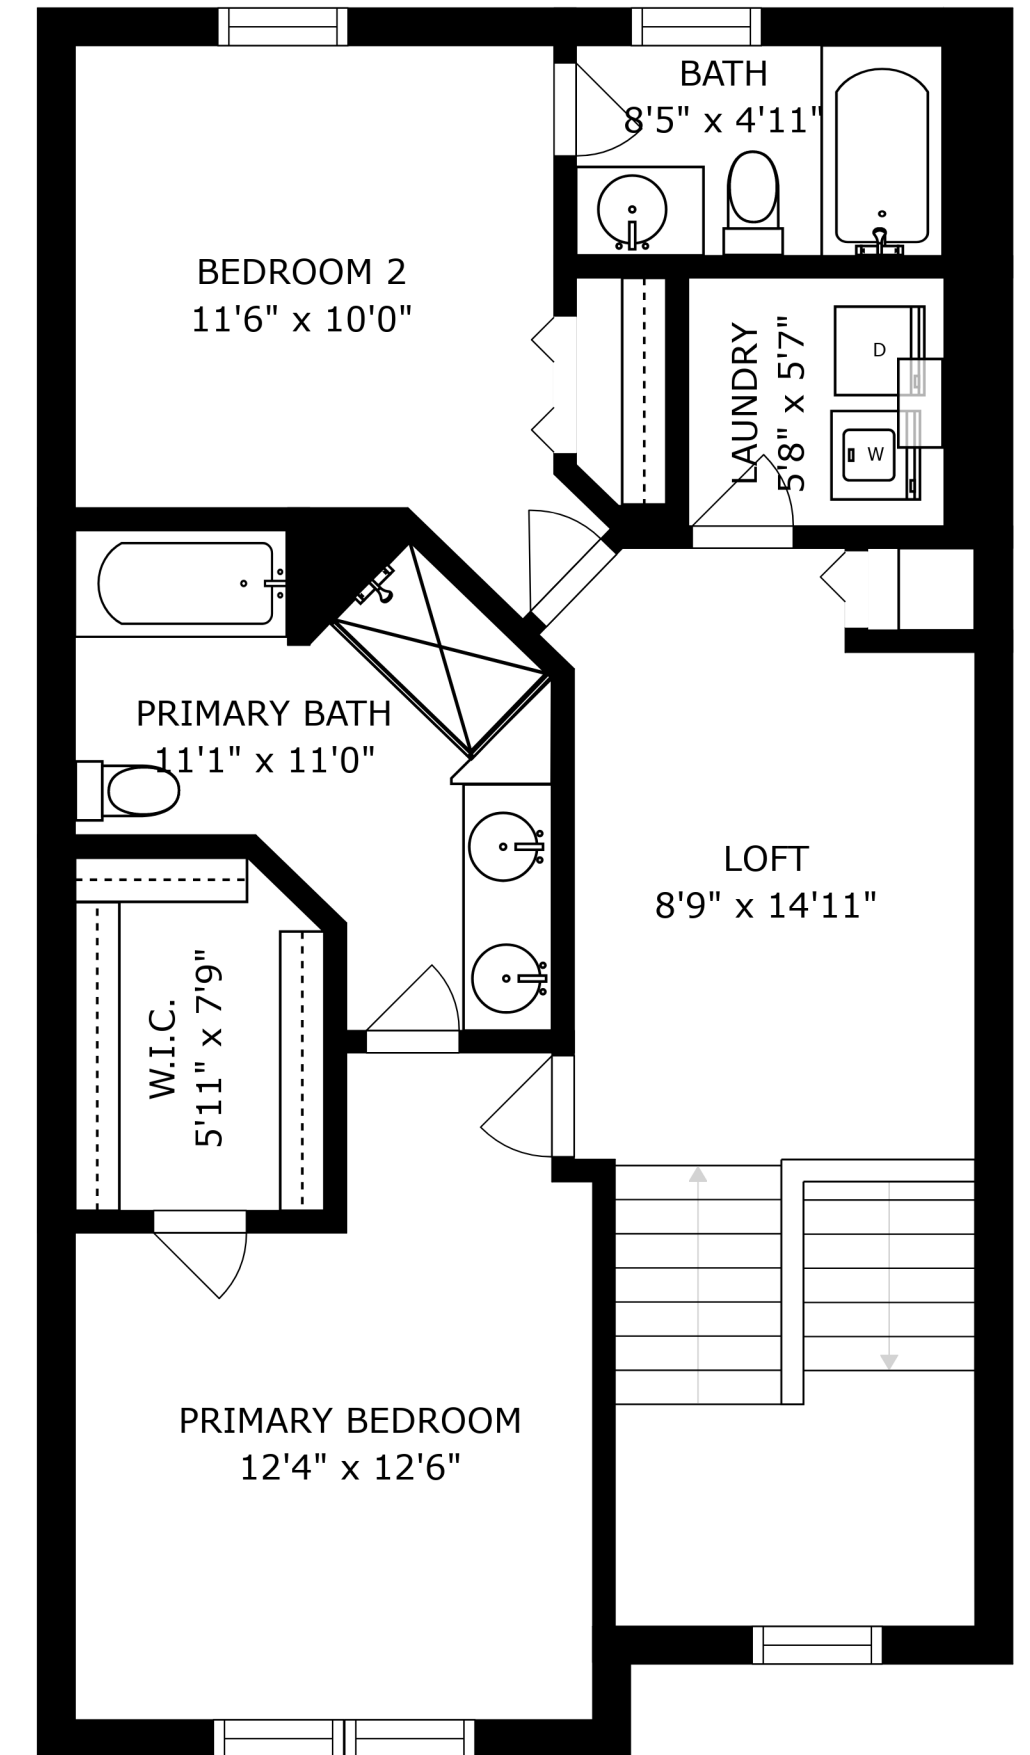 BATH
8'5" x 4'11"
BEDROOM 2
11'6" x 10'0"
LAUNDRY
5'8" x 5'7"
D
W
PRIMARY BATH
11'1" x 11'0"
LOFT
8'9" x 14'11"
W.I.C.
5'11" x 7'9"
PRIMARY BEDROOM
12'4" x 12'6"